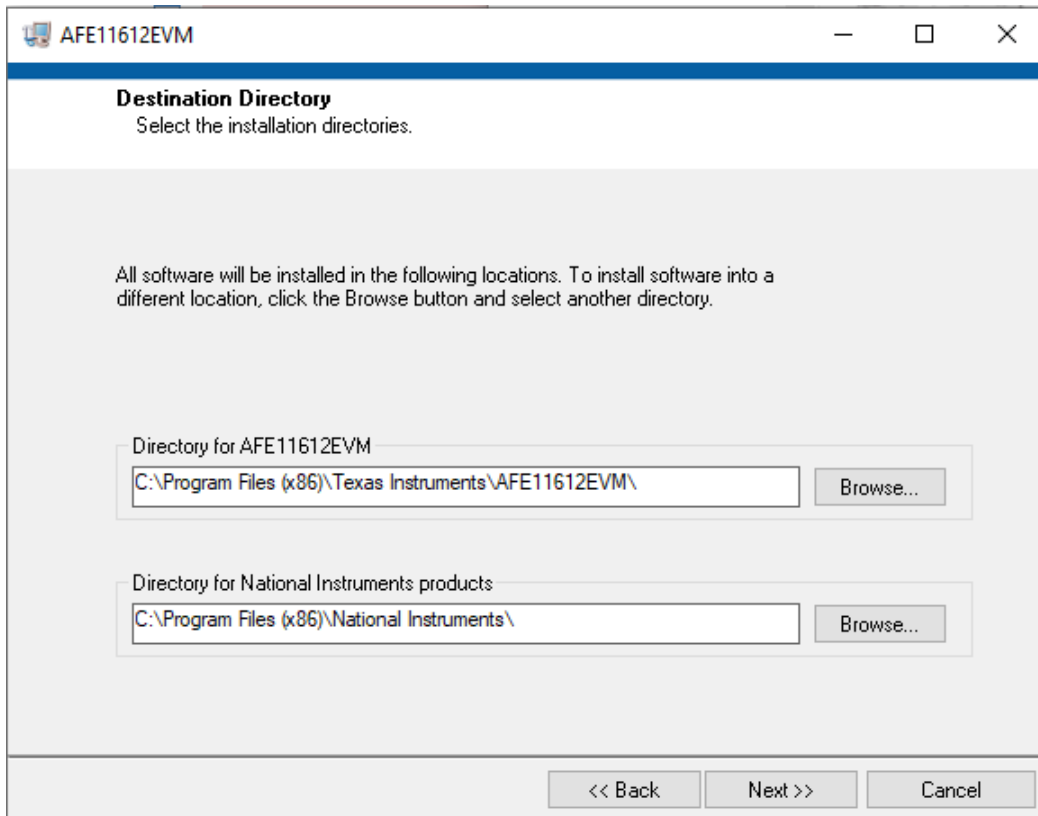 AFE11612EVM
Destination Directory
Select the installation directories.
All software will be installed in the following locations. To install software into a
different location, click the Browse button and select another directory.
Directory for AFE11612EVM
C:\Program Files (x86)\Texas Instruments\AFE11612EVM\
Browse...
Directory for National Instruments products
C:\Program Files (x86)\National Instruments\
Browse...
<< Back
Next >>
Cancel